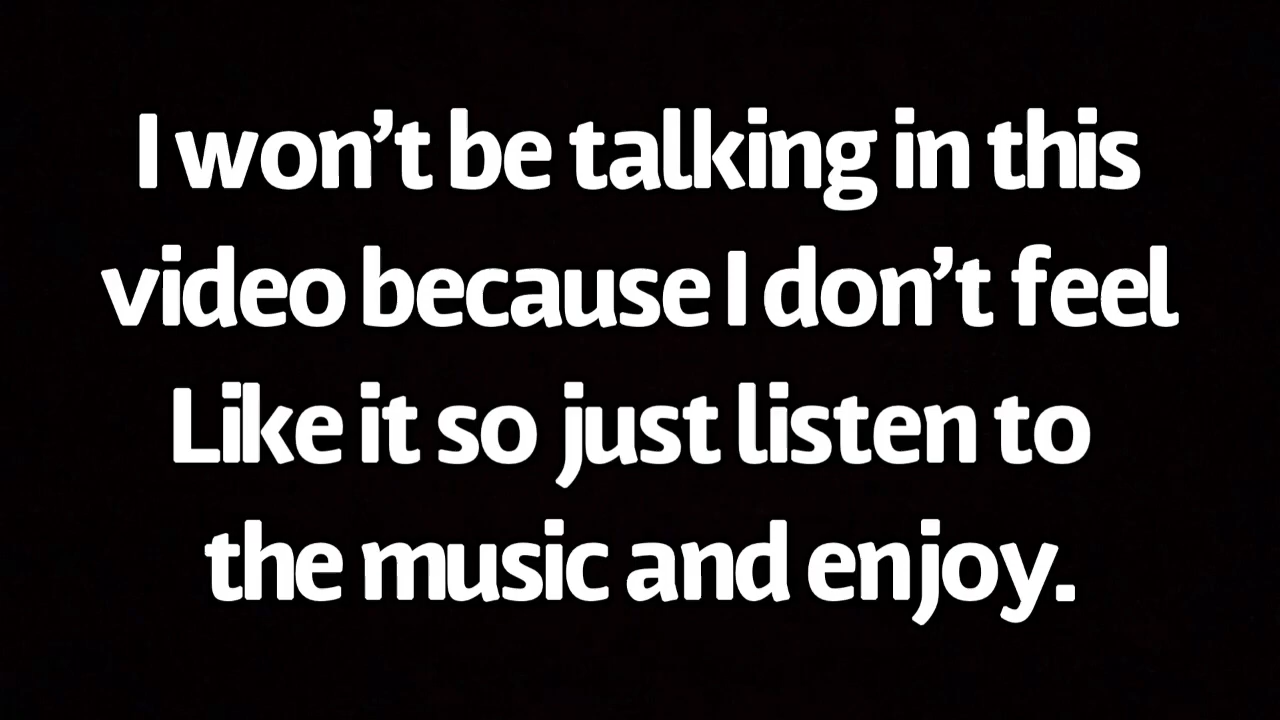 I won’t be talking in this
video because I don’t feel
Like it so just listen to
the music and enjoy.